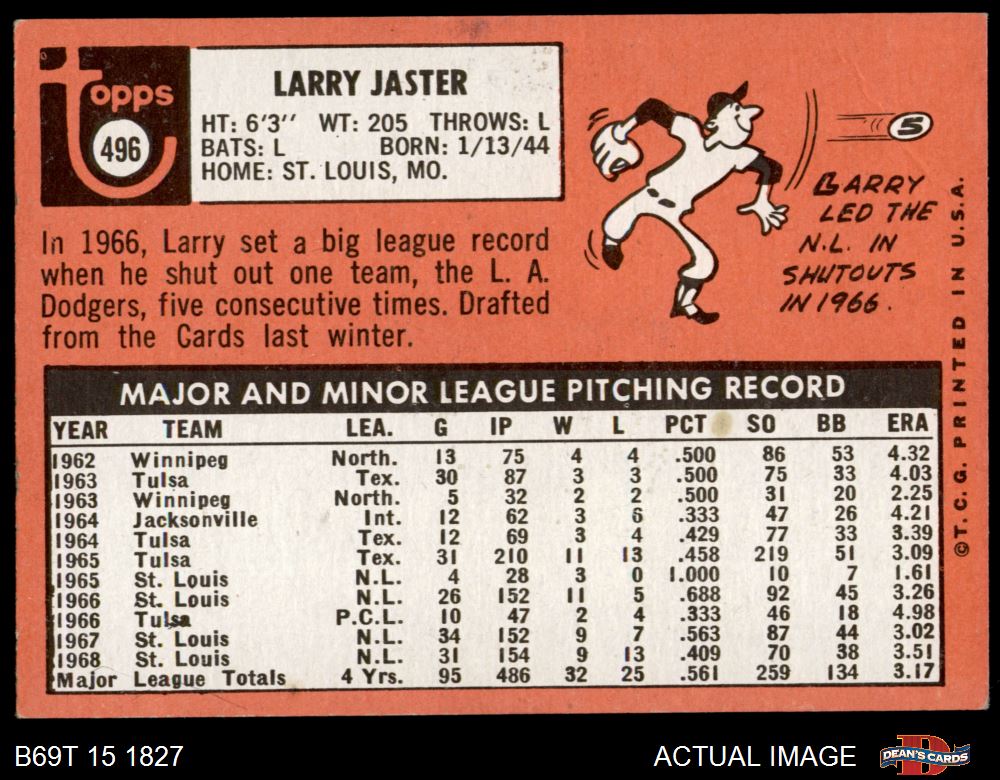 Topps
496
LARRY JASTER
HT: 6'3'' WT: 205 THROWS: L
BATS: L BORN: 1/13/44
HOME: ST. LOUIS, MO.
In 1966, Larry set a big league record
when he shut out one team, the L. A.
Dodgers, five consecutive times. Drafted
from the Cards last winter.
5
LARRY
LED THE
N.L. IN
SHUTOUTS
IN 1966.
©T. C. G. PRINTED IN U.S.A.
MAJOR AND MINOR LEAGUE PITCHING RECORD
YEAR TEAM LEA. G IP W L PCT SO BB ERA
1962 Winnipeg North. 13 75 4 4 .500 86 53 4.32
1963 Tulsa Tex. 30 87 3 3 .500 75 33 4.03
1963 Winnipeg North. 5 32 2 2 .500 31 20 2.25
1964 Jacksonville Int. 12 62 3 6 .333 47 26 4.21
1964 Tulsa Tex. 12 69 3 4 .429 77 33 3.39
1965 Tulsa Tex. 31 210 11 13 .458 219 51 3.09
1965 St. Louis N.L. 4 28 3 0 1.000 10 7 1.61
1966 St. Louis N.L. 26 152 11 5 .688 92 45 3.26
1966 Tulsa P.C.L. 10 47 2 4 .333 46 18 4.98
1967 St. Louis N.L. 34 152 9 7 .563 87 44 3.02
1968 St. Louis N.L. 31 154 9 13 .409 70 38 3.51
Major League Totals 4 Yrs. 95 486 32 25 .561 259 134 3.17
B69T 15 1827
ACTUAL IMAGE
DEAN'S CARDS